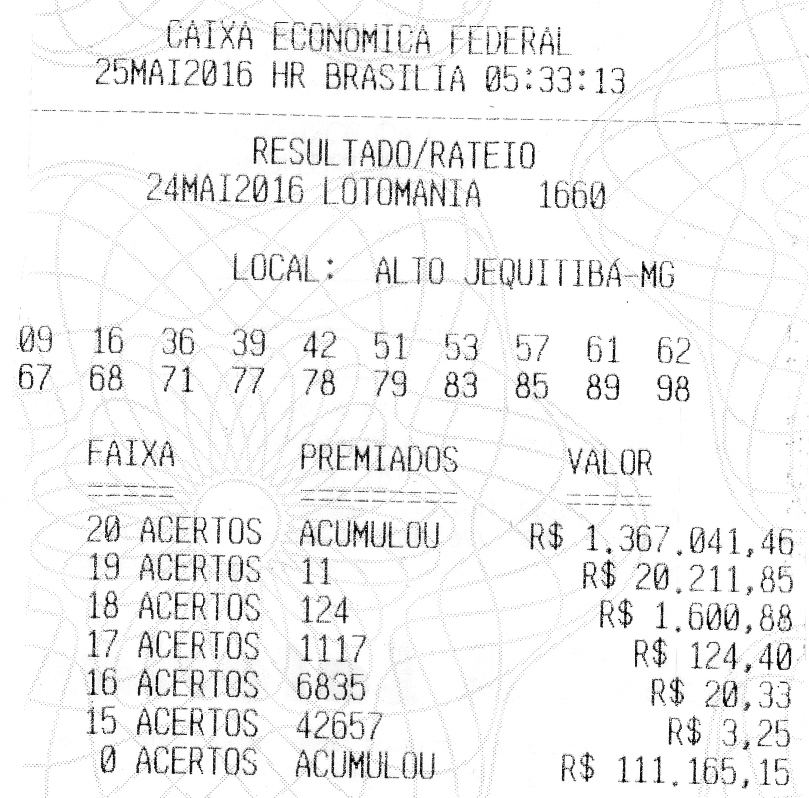 CAIXA ECONOMICA FEDERAL
25MAI2016 HR BRASILIA 05:33:13
RESULTADO/RATEIO
24MAI2016 LOTOMANIA 1660
LOCAL: ALTO JEQUITIBÁ-MG
09 16 36 39 42 51 53 57 61 62
67 68 71 77 78 79 83 85 89 98
FAIXA PREMIADOS VALOR
===== ========= =====
20 ACERTOS ACUMULOU R$ 1.367.041,46
19 ACERTOS 11 R$ 20.211,85
18 ACERTOS 124 R$ 1.600,88
17 ACERTOS 1117 R$ 124,40
16 ACERTOS 6835 R$ 20,33
15 ACERTOS 42657 R$ 3,25
0 ACERTOS ACUMULOU R$ 111.165,15